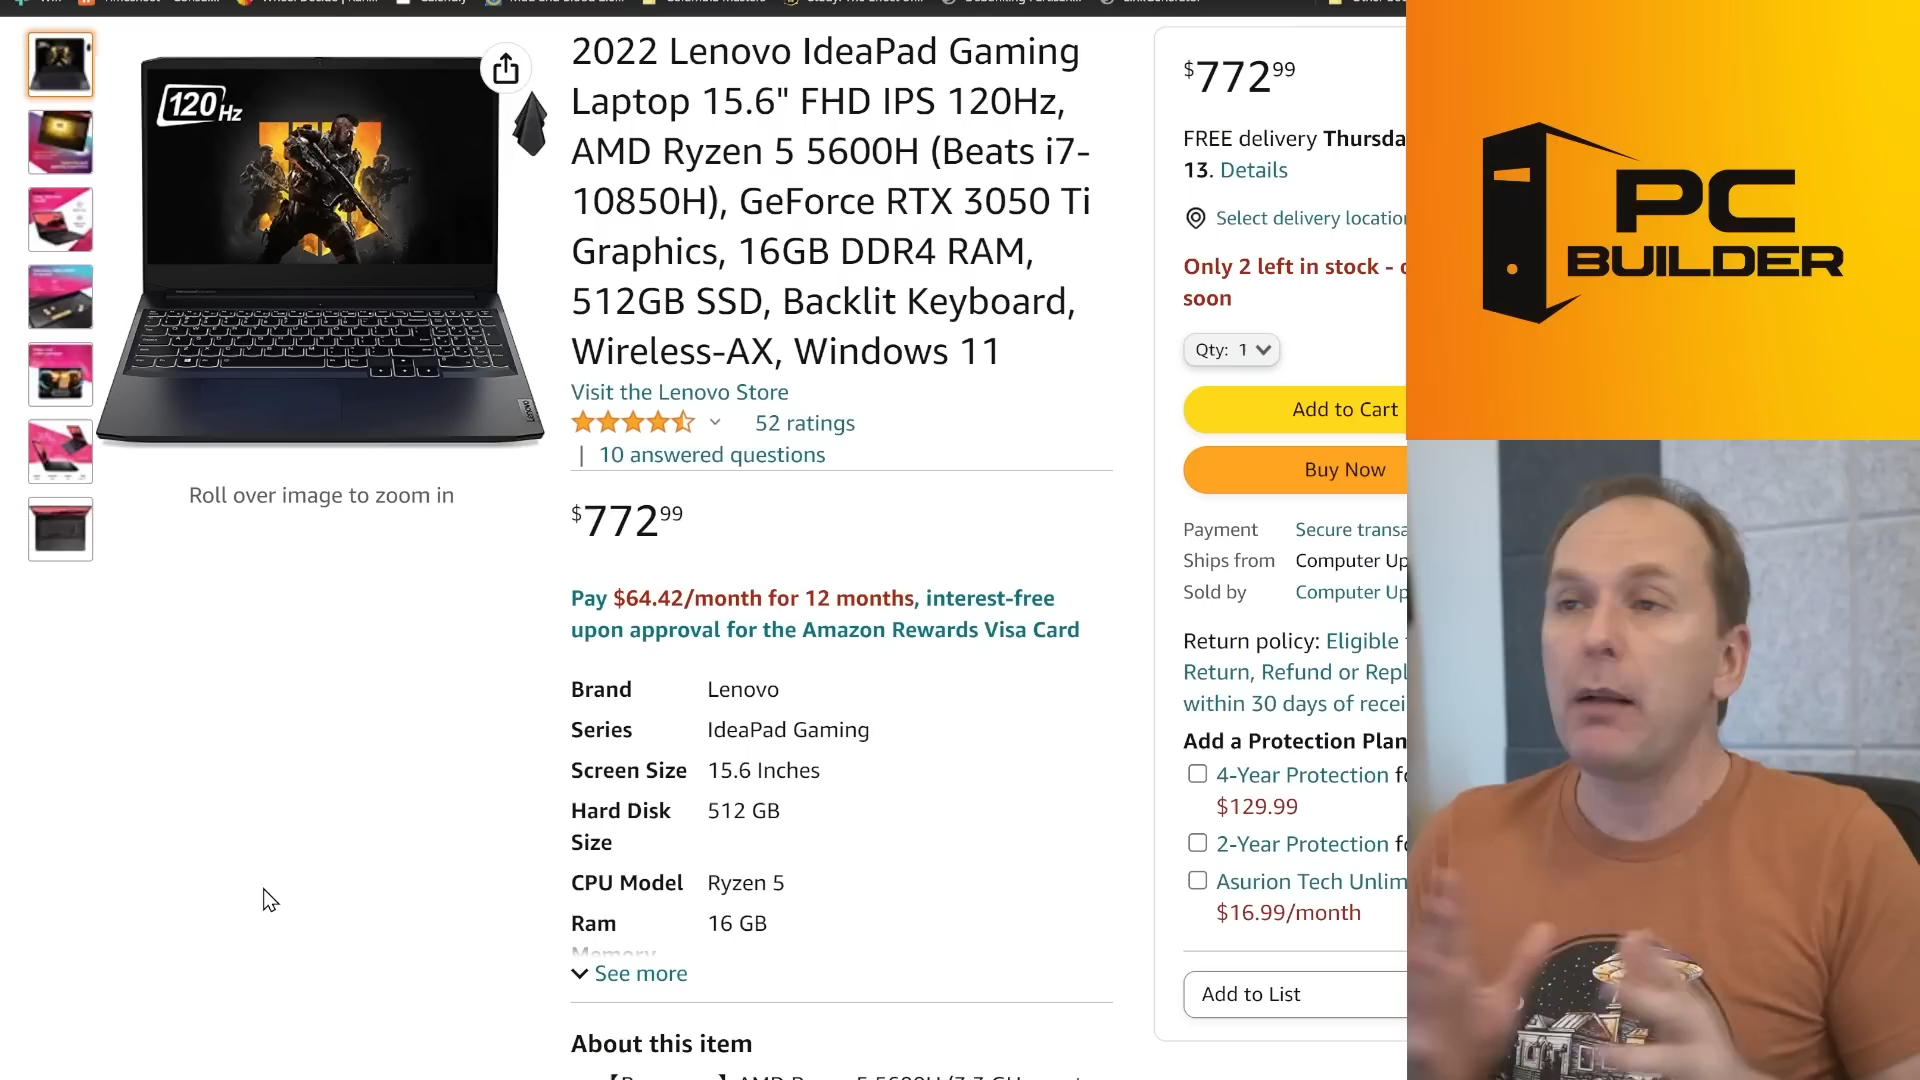 120 Hz
Roll over image to zoom in
2022 Lenovo IdeaPad Gaming
Laptop 15.6" FHD IPS 120Hz,
AMD Ryzen 5 5600H (Beats i7-
10850H), GeForce RTX 3050 Ti
Graphics, 16GB DDR4 RAM,
512GB SSD, Backlit Keyboard,
Wireless-AX, Windows 11
Visit the Lenovo Store
52 ratings
| 10 answered questions
$772 99
Pay $64.42/month for 12 months, interest-free
upon approval for the Amazon Rewards Visa Card
Brand Lenovo
Series IdeaPad Gaming
Screen Size 15.6 Inches
Hard Disk 512 GB
Size
CPU Model Ryzen 5
Ram 16 GB
Memory
See more
About this item
$772 99
FREE delivery Thursda
13. Details
Select delivery locatio
Only 2 left in stock -
soon
Qty: 1
Add to Cart
Buy Now
Payment Secure transa
Ships from Computer Up
Sold by Computer Up
Return policy: Eligible
Return, Refund or Repl
within 30 days of recei
Add a Protection Plan
4-Year Protection fo
$129.99
2-Year Protection fo
Asurion Tech Unlim
$16.99/month
Add to List
PC
BUILDER